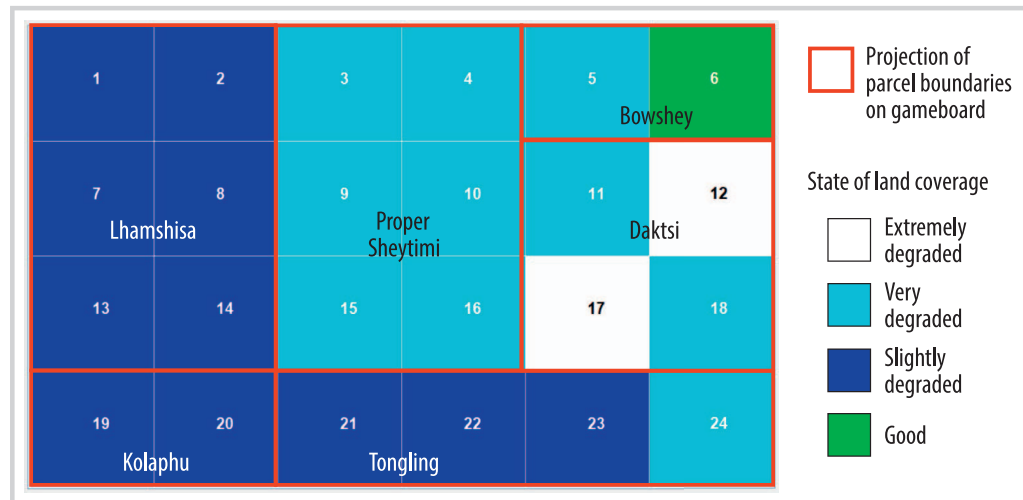 1 2 3 4 5 6
Bowshey
7 8 9 10 11 12
Lhamshisa
Proper
Sheytimi
Daktsi
13 14 15 16 17 18
19 20 21 22 23 24
Kolaphu
Tongling
Projection of
parcel boundaries
on gameboard
State of land coverage
Extremely
degraded
Very
degraded
Slightly
degraded
Good